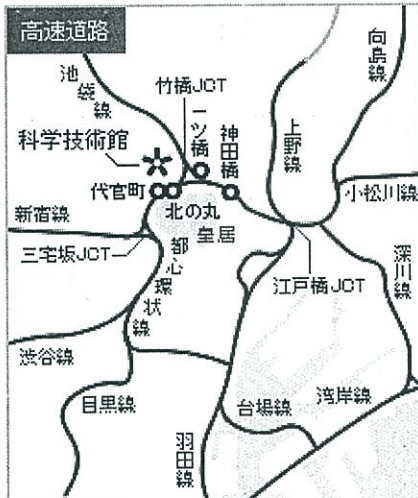 高速道路
池袋線
竹橋JCT
一ツ橋
神田橋
上野線
向島線
科学技術館
代官町
北の丸
皇居
小松川線
新宿線
三宅坂JCT
都心環状線
江戸橋JCT
深川線
渋谷線
目黒線
羽田線
台場線
湾岸線